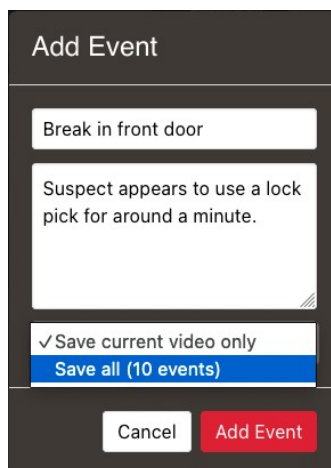 Add Event
Break in front door
Suspect appears to use a lock
pick for around a minute.
✓Save current video only
Save all (10 events)
Cancel
Add Event